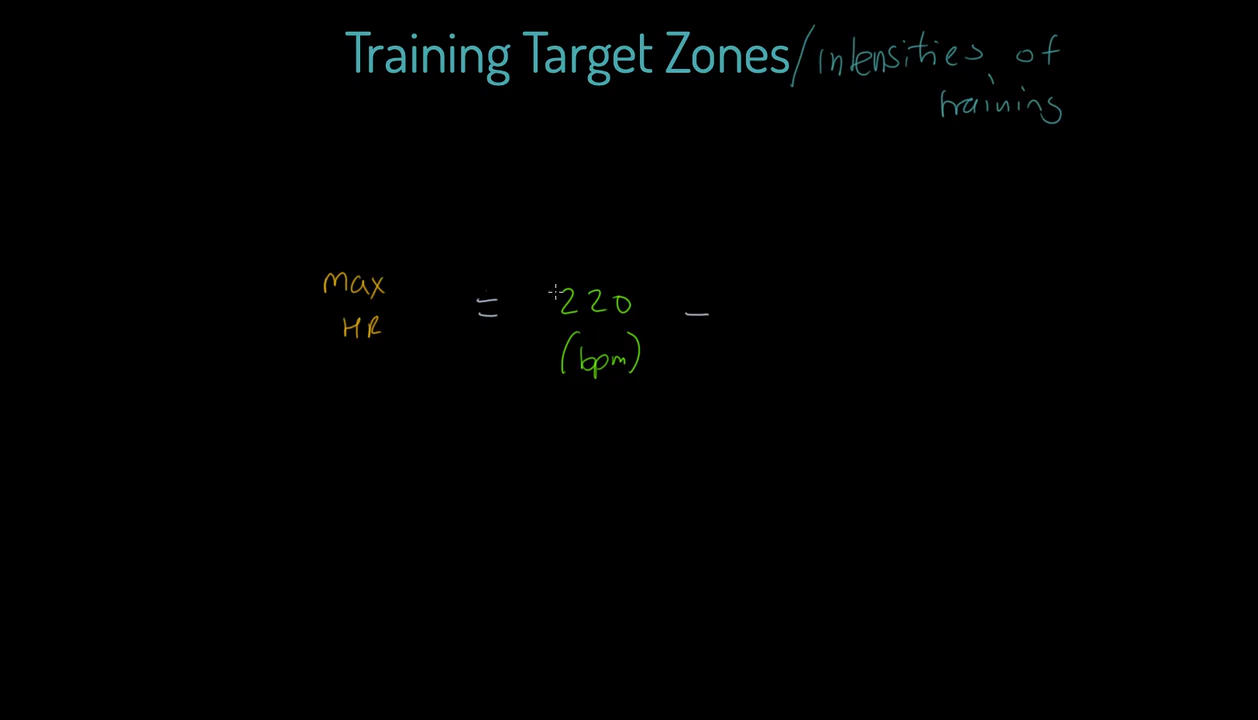 Training Target Zones/intensities of
training
max
HR = 220 -
(bpm)